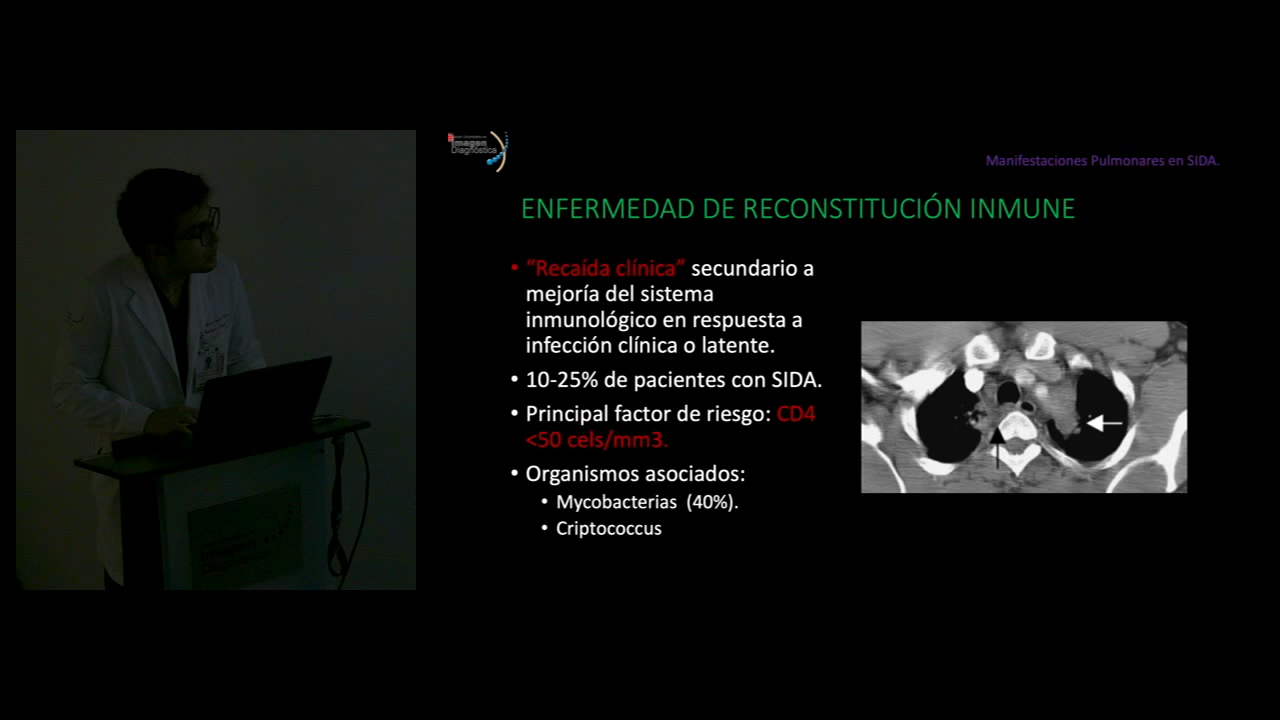 Imagen
Diagnóstica
Manifestaciones Pulmonares en SIDA.
ENFERMEDAD DE RECONSTITUCIÓN INMUNE
• “Recaída clínica” secundario a
mejoría del sistema
inmunológico en respuesta a
infección clínica o latente.
• 10-25% de pacientes con SIDA.
• Principal factor de riesgo: CD4
<50 cels/mm3.
• Organismos asociados:
• Mycobacterias (40%).
• Criptococcus